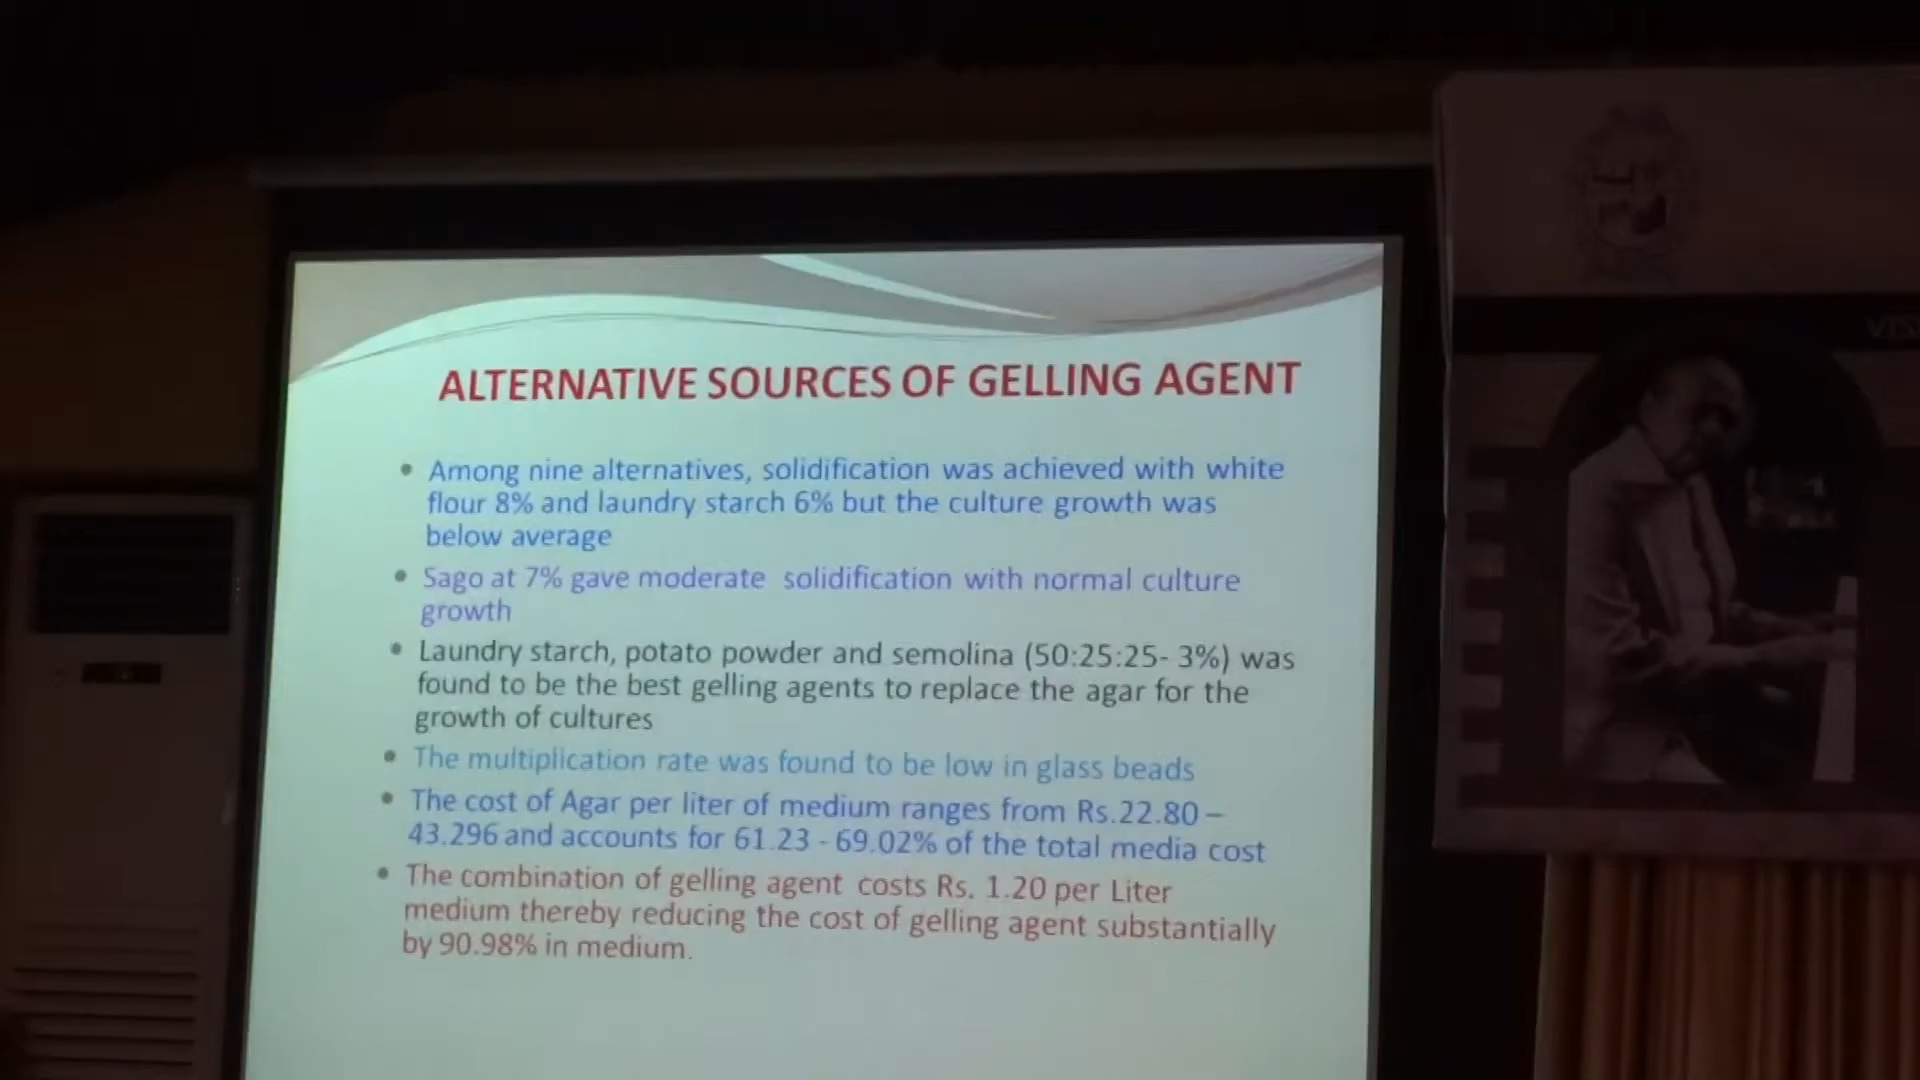 ALTERNATIVE SOURCES OF GELLING AGENT
• Among nine alternatives, solidification was achieved with white
flour 8% and laundry starch 6% but the culture growth was
below average
• Sago at 7% gave moderate solidification with normal culture
growth
• Laundry starch, potato powder and semolina (50:25:25- 3%) was
found to be the best gelling agents to replace the agar for the
growth of cultures
• The multiplication rate was found to be low in glass beads
• The cost of Agar per liter of medium ranges from Rs.22.80 –
43.296 and accounts for 61.23 - 69.02% of the total media cost
• The combination of gelling agent costs Rs. 1.20 per Liter
medium thereby reducing the cost of gelling agent substantially
by 90.98% in medium.